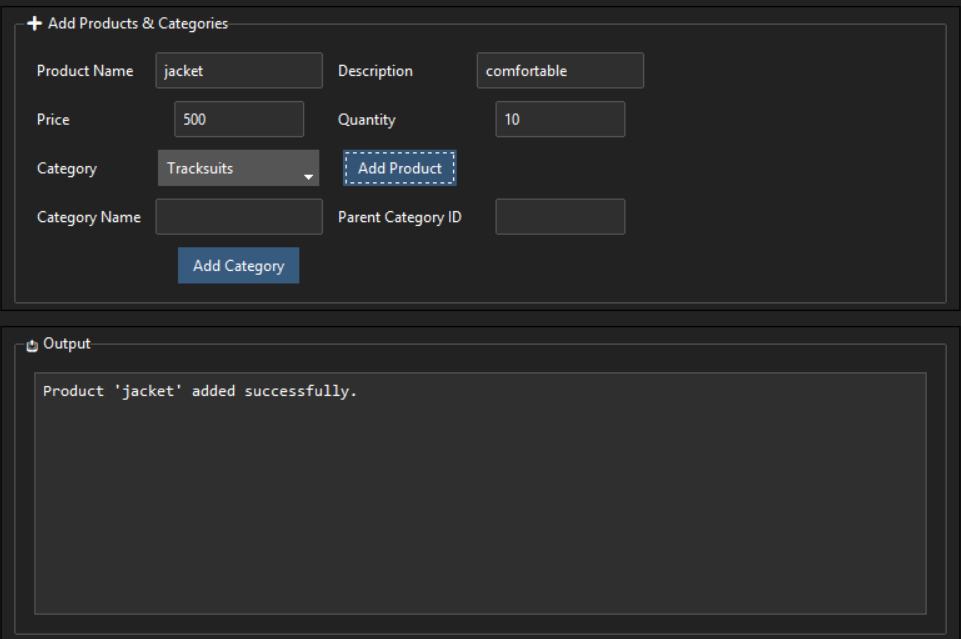 Add Products & Categories
Product Name jacket Description comfortable
Price 500 Quantity 10
Category Tracksuits Add Product
Category Name Parent Category ID
Add Category
Output
Product 'jacket' added successfully.